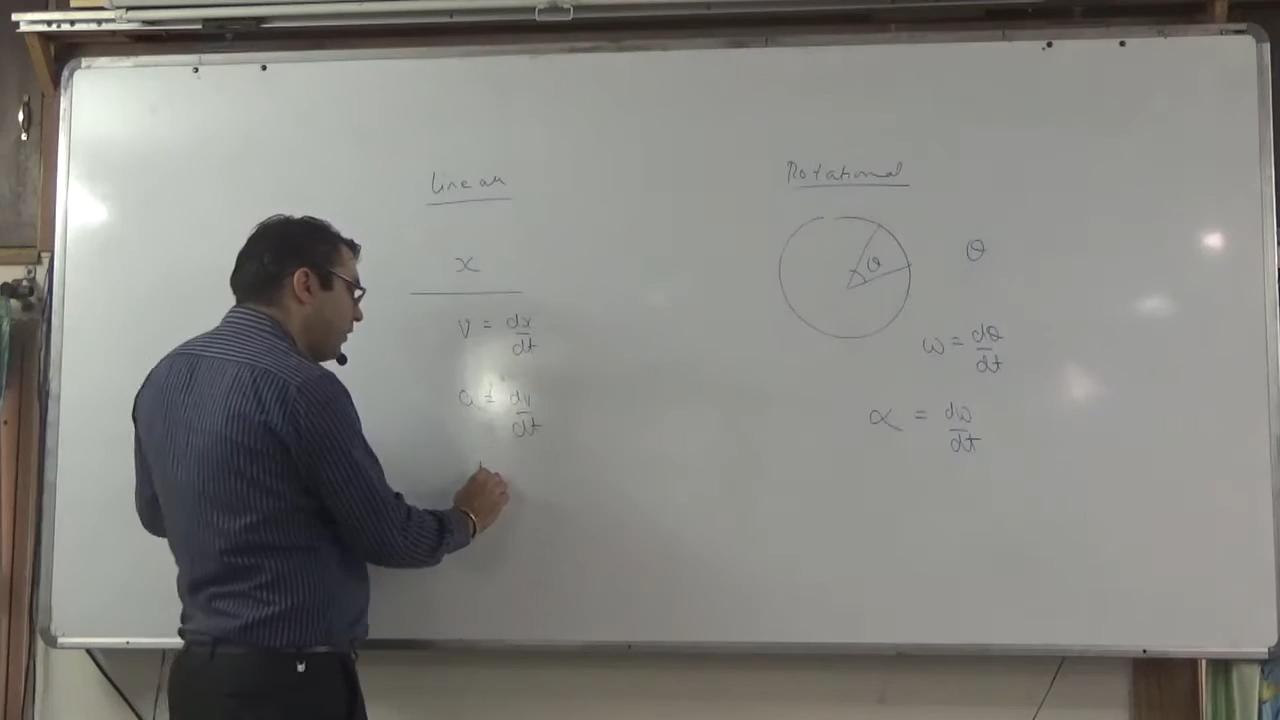 Linear
x
v = dx/dt
a = dv/dt
Rotational
θ
θ
ω = dθ/dt
α = dω/dt